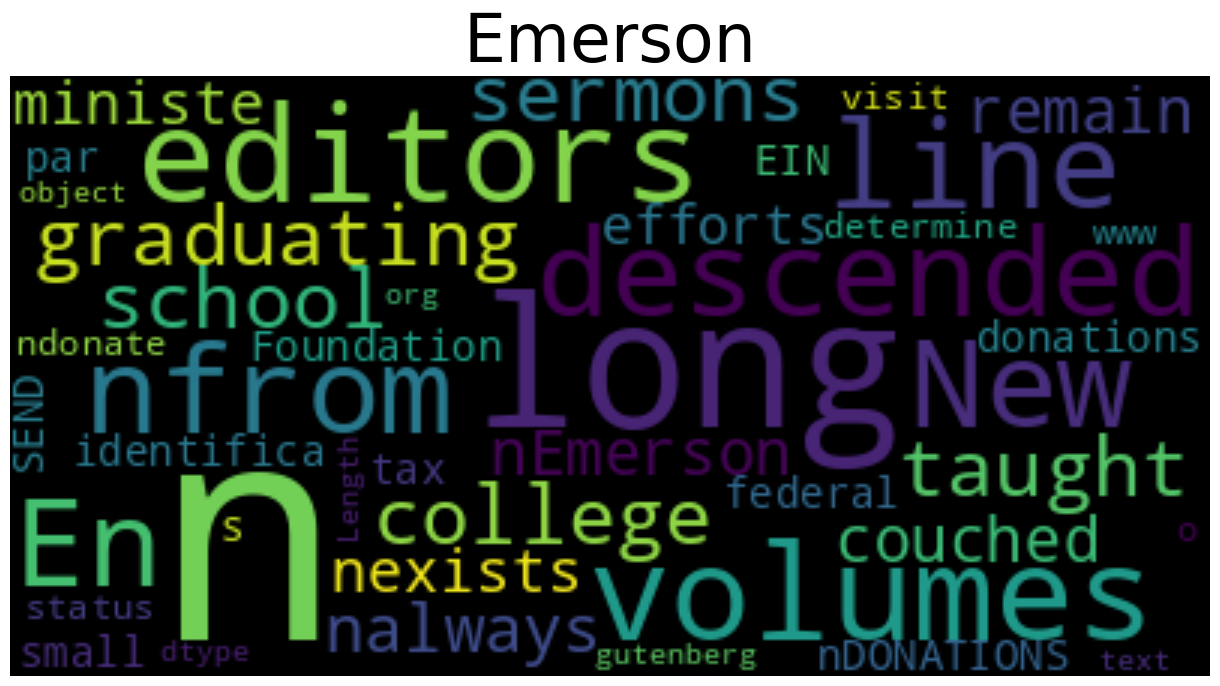 Emerson
ministe
sermons
visit
remain
editors
line
par
EIN
object
graduating
efforts
determine
www
descended
school
org
long
ndonate
Foundation
donations
nfrom
New
SEND
identifica
nEmerson
Length
tax
taught
federal
En
n
s
college
couched
o
nexists
volumes
status
nalways
small
dtype
gutenberg
nDONATIONS
text